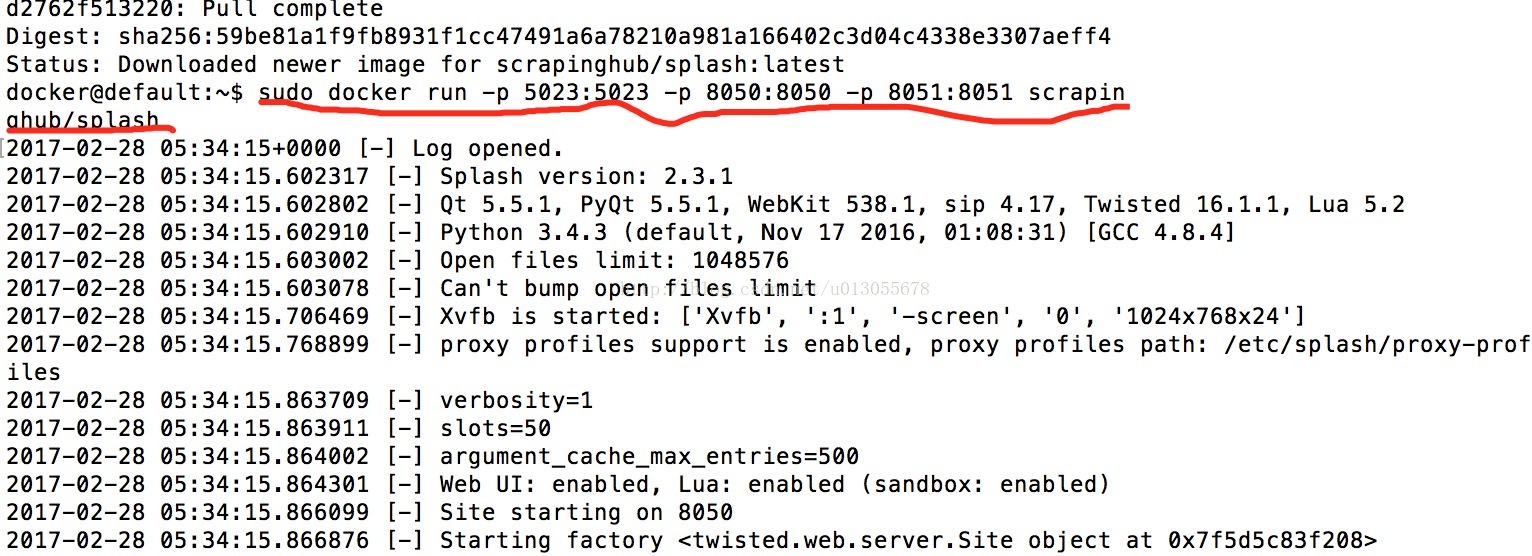 d2762f513220: Pull complete
Digest: sha256:59be81a1f9fb8931f1cc47491a6a78210a981a166402c3d04c4338e3307aeff4
Status: Downloaded newer image for scrapinghub/splash:latest
docker@default:~$ sudo docker run -p 5023:5023 -p 8050:8050 -p 8051:8051 scrapin
ghub/splash
[2017-02-28 05:34:15+0000 [-] Log opened.
2017-02-28 05:34:15.602317 [-] Splash version: 2.3.1
2017-02-28 05:34:15.602802 [-] Qt 5.5.1, PyQt 5.5.1, WebKit 538.1, sip 4.17, Twisted 16.1.1, Lua 5.2
2017-02-28 05:34:15.602910 [-] Python 3.4.3 (default, Nov 17 2016, 01:08:31) [GCC 4.8.4]
2017-02-28 05:34:15.603002 [-] Open files limit: 1048576
2017-02-28 05:34:15.603078 [-] Can't bump open files limit
http://blog.csdn.net/u013055678
2017-02-28 05:34:15.706469 [-] Xvfb is started: ['Xvfb', ':1', '-screen', '0', '1024x768x24']
2017-02-28 05:34:15.768899 [-] proxy profiles support is enabled, proxy profiles path: /etc/splash/proxy-prof
iles
2017-02-28 05:34:15.863709 [-] verbosity=1
2017-02-28 05:34:15.863911 [-] slots=50
2017-02-28 05:34:15.864002 [-] argument_cache_max_entries=500
2017-02-28 05:34:15.864301 [-] Web UI: enabled, Lua: enabled (sandbox: enabled)
2017-02-28 05:34:15.866099 [-] Site starting on 8050
2017-02-28 05:34:15.866876 [-] Starting factory <twisted.web.server.Site object at 0x7f5d5c83f208>